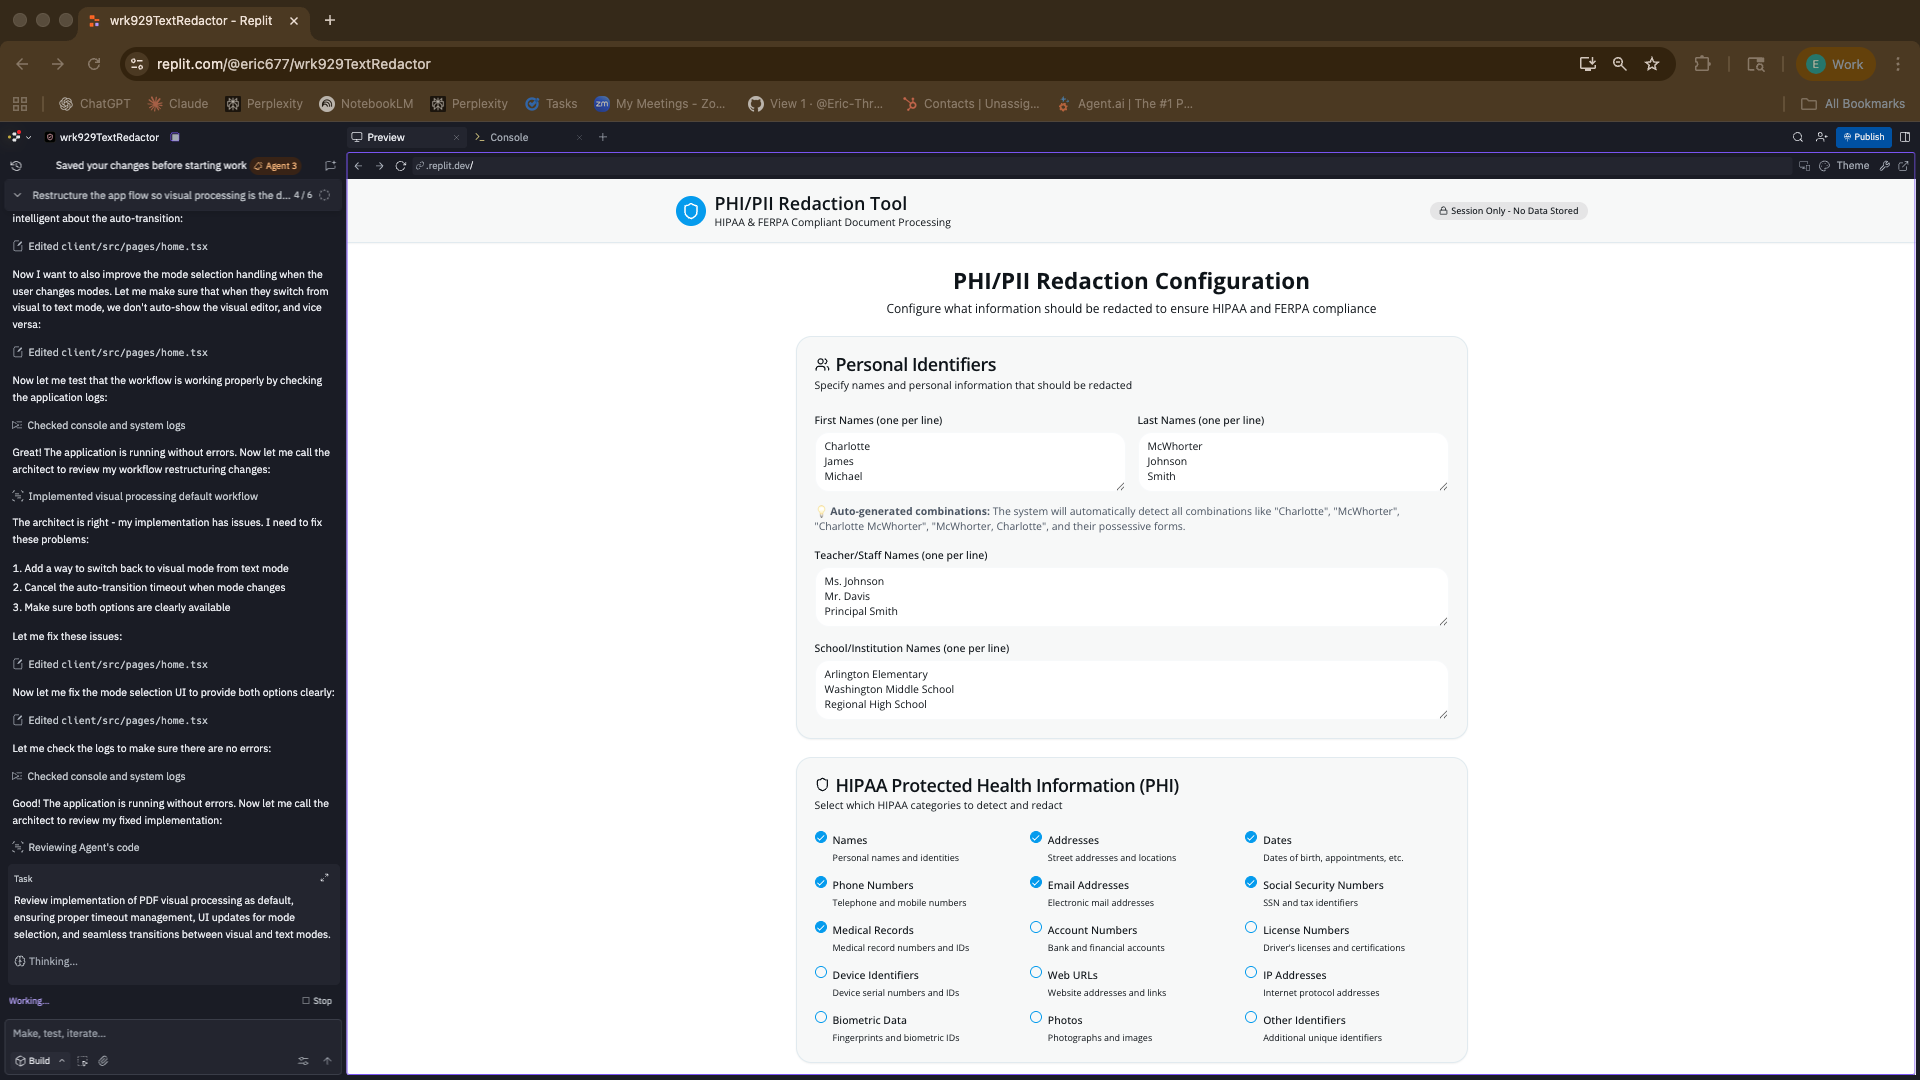 wrk929TextRedactor - Replit
replit.com/@eric677/wrk929TextRedactor
E Work
ChatGPT
Claude
Perplexity
NotebookLM
Perplexity
Tasks
zm My Meetings - Zo...
View 1 · @Eric-Thr...
Contacts | Unassig...
Agent.ai | The #1 P...
All Bookmarks
wrk929TextRedactor
Preview
Console
Publish
Saved your changes before starting work
Agent 3
.replit.dev/
Theme
Restructure the app flow so visual processing is the d... 4 / 6
intelligent about the auto-transition:
Edited client/src/pages/home.tsx
Now I want to also improve the mode selection handling when the
user changes modes. Let me make sure that when they switch from
visual to text mode, we don't auto-show the visual editor, and vice
versa:
Edited client/src/pages/home.tsx
Now let me test that the workflow is working properly by checking
the application logs:
Checked console and system logs
Great! The application is running without errors. Now let me call the
architect to review my workflow restructuring changes:
Implemented visual processing default workflow
The architect is right - my implementation has issues. I need to fix
these problems:
1. Add a way to switch back to visual mode from text mode
2. Cancel the auto-transition timeout when mode changes
3. Make sure both options are clearly available
Let me fix these issues:
Edited client/src/pages/home.tsx
Now let me fix the mode selection UI to provide both options clearly:
Edited client/src/pages/home.tsx
Let me check the logs to make sure there are no errors:
Checked console and system logs
Good! The application is running without errors. Now let me call the
architect to review my fixed implementation:
Reviewing Agent's code
Task
Review implementation of PDF visual processing as default,
ensuring proper timeout management, UI updates for mode
selection, and seamless transitions between visual and text modes.
Thinking...
Working...
Stop
Make, test, iterate...
Build
PHI/PII Redaction Tool
HIPAA & FERPA Compliant Document Processing
Session Only - No Data Stored
PHI/PII Redaction Configuration
Configure what information should be redacted to ensure HIPAA and FERPA compliance
Personal Identifiers
Specify names and personal information that should be redacted
First Names (one per line)
Charlotte
James
Michael
Last Names (one per line)
McWhorter
Johnson
Smith
💡 Auto-generated combinations: The system will automatically detect all combinations like "Charlotte", "McWhorter",
"Charlotte McWhorter", "McWhorter, Charlotte", and their possessive forms.
Teacher/Staff Names (one per line)
Ms. Johnson
Mr. Davis
Principal Smith
School/Institution Names (one per line)
Arlington Elementary
Washington Middle School
Regional High School
HIPAA Protected Health Information (PHI)
Select which HIPAA categories to detect and redact
Names
Personal names and identities
Addresses
Street addresses and locations
Dates
Dates of birth, appointments, etc.
Phone Numbers
Telephone and mobile numbers
Email Addresses
Electronic mail addresses
Social Security Numbers
SSN and tax identifiers
Medical Records
Medical record numbers and IDs
Account Numbers
Bank and financial accounts
License Numbers
Driver's licenses and certifications
Device Identifiers
Device serial numbers and IDs
Web URLs
Website addresses and links
IP Addresses
Internet protocol addresses
Biometric Data
Fingerprints and biometric IDs
Photos
Photographs and images
Other Identifiers
Additional unique identifiers